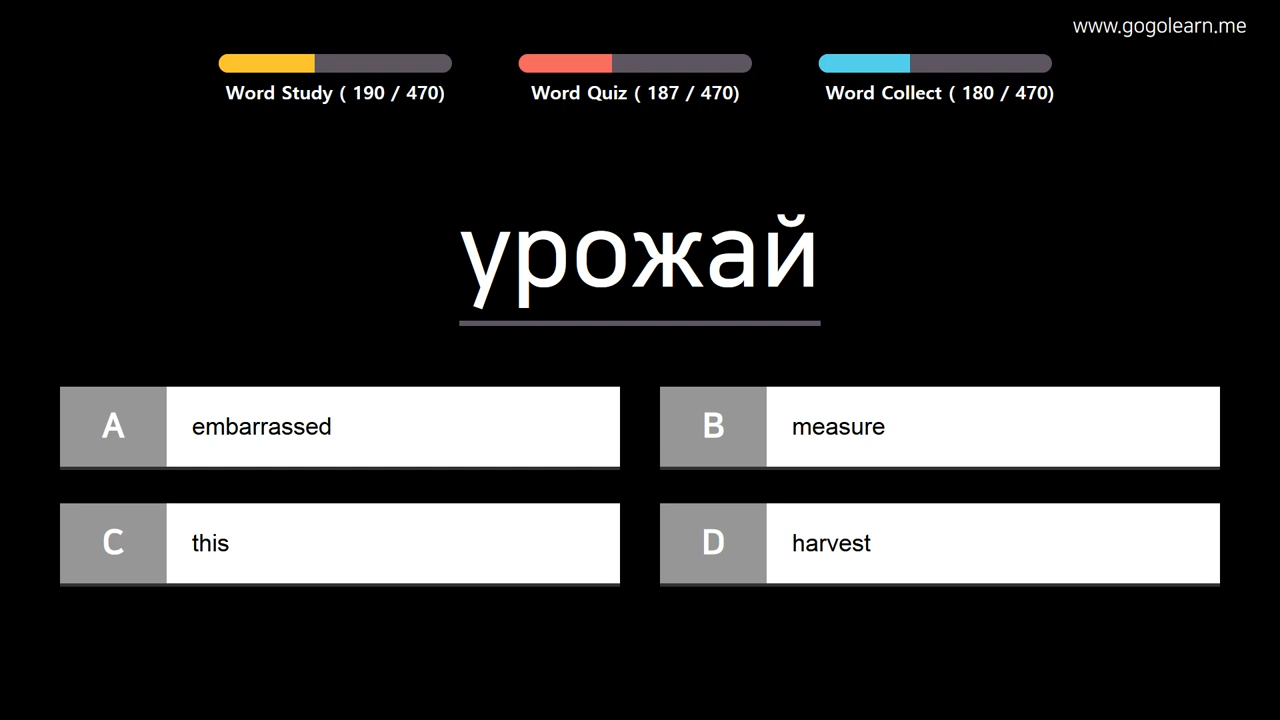 www.gogolearn.me
Word Study ( 190 / 470)
Word Quiz ( 187 / 470)
Word Collect ( 180 / 470)
урожай
A embarrassed
B measure
C this
D harvest